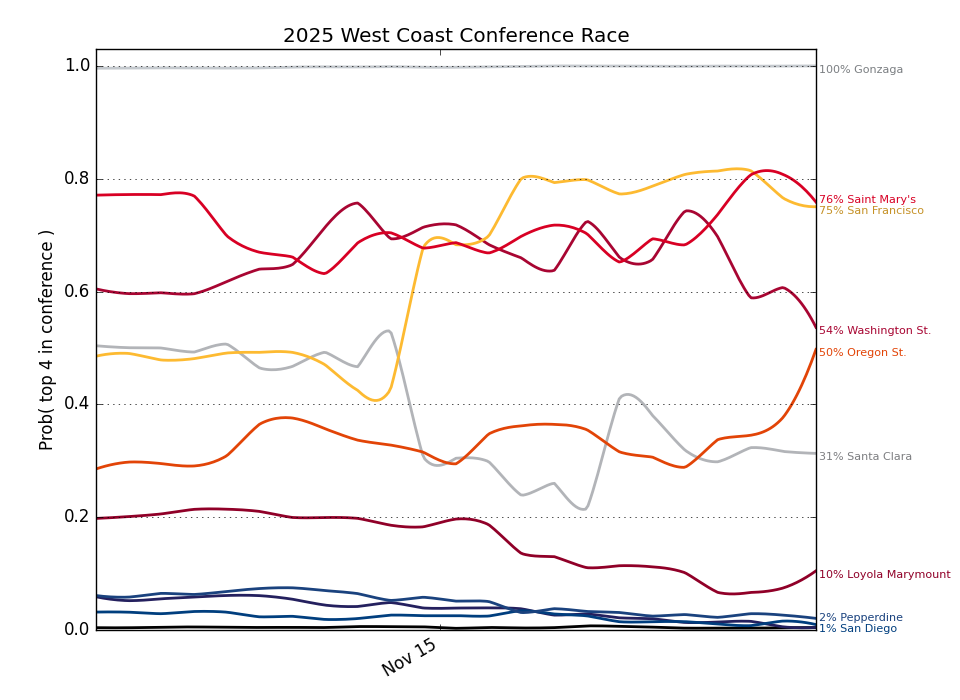 2025 West Coast Conference Race
Prob( top 4 in conference )
1.0
0.8
0.6
0.4
0.2
0.0
Nov 15
100% Gonzaga
76% Saint Mary's
75% San Francisco
54% Washington St.
50% Oregon St.
31% Santa Clara
10% Loyola Marymount
2% Pepperdine
1% San Diego